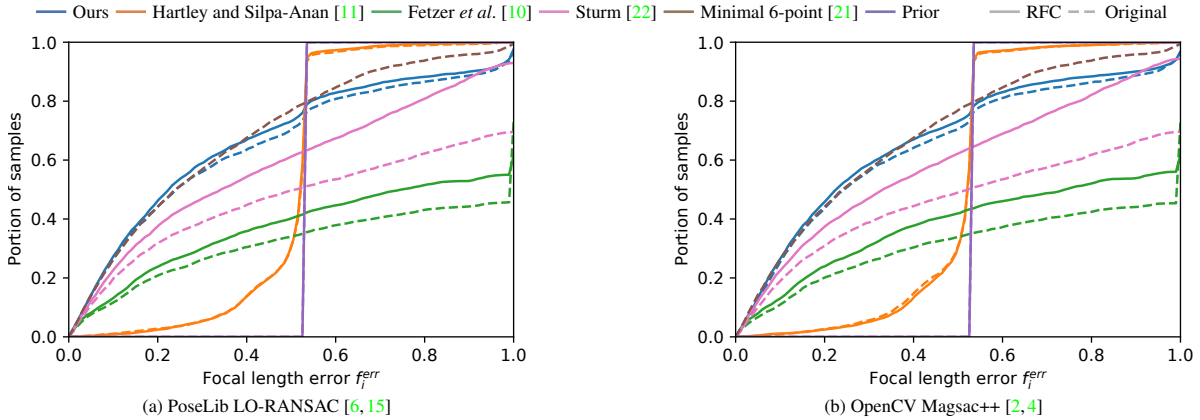 Ours Hartley and Silpa-Anan [11] Fetzer et al. [10] Sturm [22] Minimal 6-point [21] Prior RFC Original
Portion of samples
1.0
0.8
0.6
0.4
0.2
0.0
0.0 0.2 0.4 0.6 0.8 1.0
Focal length error f_i^err
(a) PoseLib LO-RANSAC [6, 15]
Portion of samples
1.0
0.8
0.6
0.4
0.2
0.0
0.0 0.2 0.4 0.6 0.8 1.0
Focal length error f_i^err
(b) OpenCV Magsac++ [2, 4]